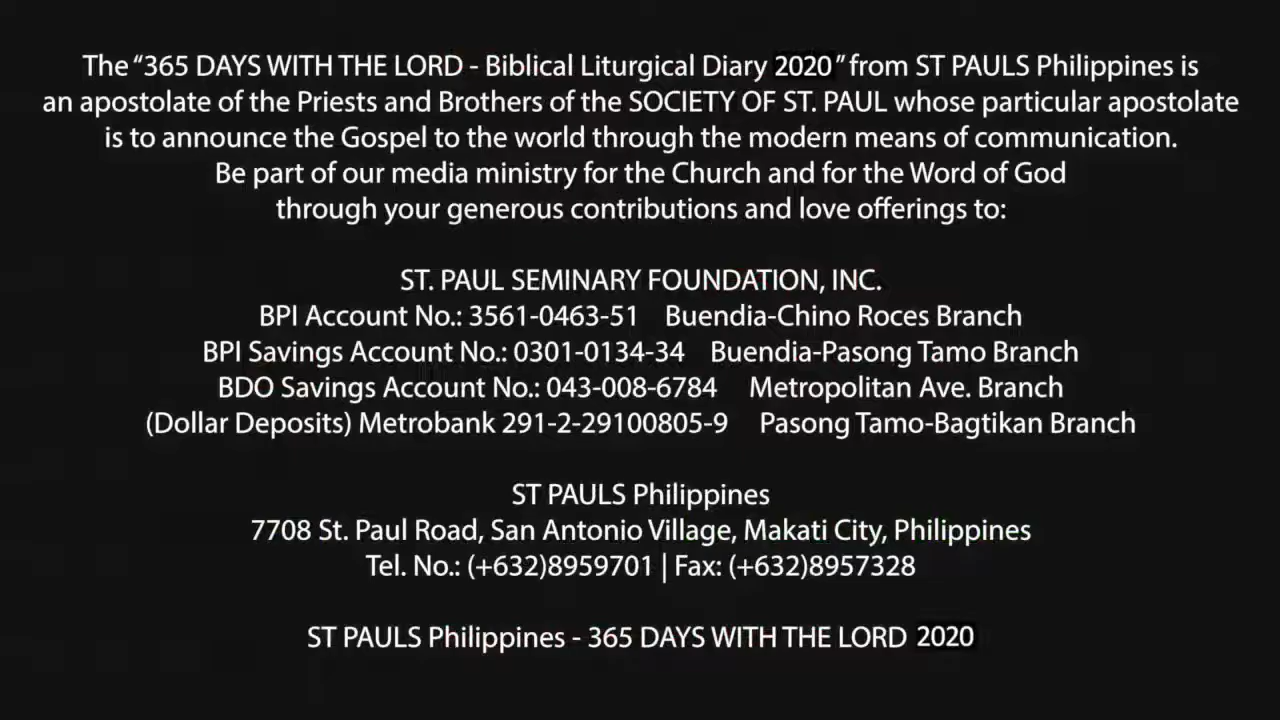 The “365 DAYS WITH THE LORD - Biblical Liturgical Diary 2020” from ST PAULS Philippines is
an apostolate of the Priests and Brothers of the SOCIETY OF ST. PAUL whose particular apostolate
is to announce the Gospel to the world through the modern means of communication.
Be part of our media ministry for the Church and for the Word of God
through your generous contributions and love offerings to:
ST. PAUL SEMINARY FOUNDATION, INC.
BPI Account No.: 3561-0463-51 Buendia-Chino Roces Branch
BPI Savings Account No.: 0301-0134-34 Buendia-Pasong Tamo Branch
BDO Savings Account No.: 043-008-6784 Metropolitan Ave. Branch
(Dollar Deposits) Metrobank 291-2-29100805-9 Pasong Tamo-Bagtikan Branch
ST PAULS Philippines
7708 St. Paul Road, San Antonio Village, Makati City, Philippines
Tel. No.: (+632)8959701 | Fax: (+632)8957328
ST PAULS Philippines - 365 DAYS WITH THE LORD 2020